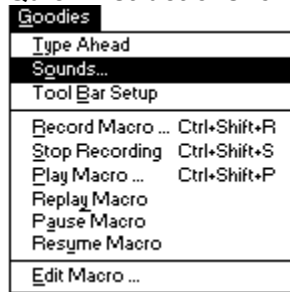 Goodies
Type Ahead
Sounds...
Tool Bar Setup
Record Macro ... Ctrl+Shift+R
Stop Recording Ctrl+Shift+S
Play Macro ... Ctrl+Shift+P
Replay Macro
Pause Macro
Resume Macro
Edit Macro ...